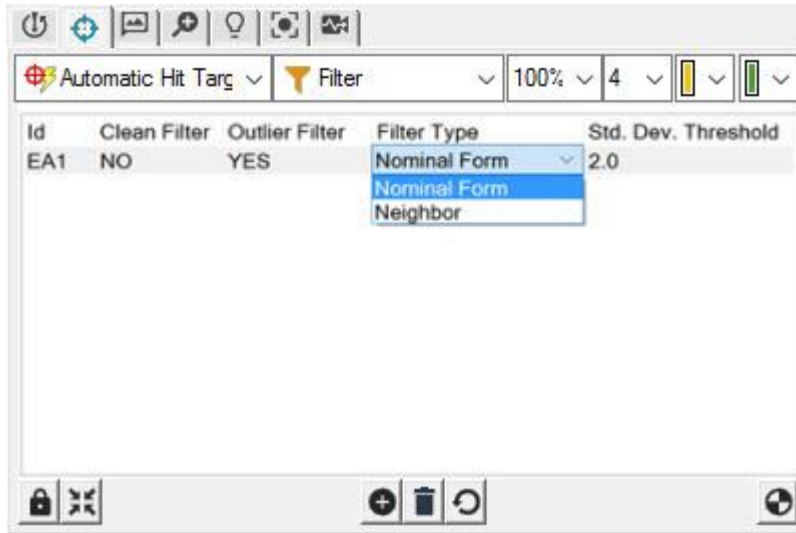 Automatic Hit Targ Filter 100% 4
Id Clean Filter Outlier Filter Filter Type Std. Dev. Threshold
EA1 NO YES Nominal Form 2.0
Nominal Form
Neighbor